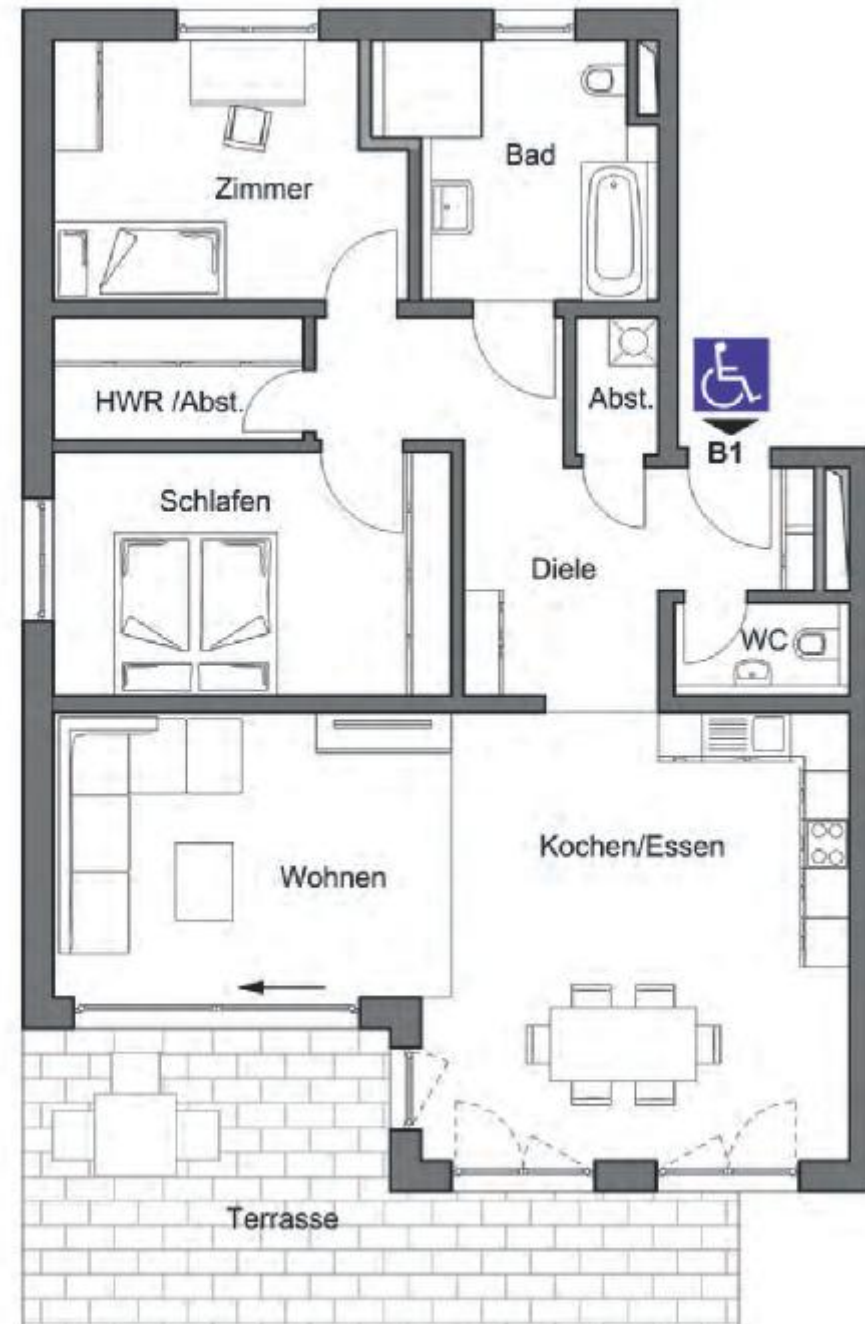 Bad
Zimmer
HWR /Abst.
Abst.
B1
Schlafen
Diele
WC
Kochen/Essen
Wohnen
Terrasse